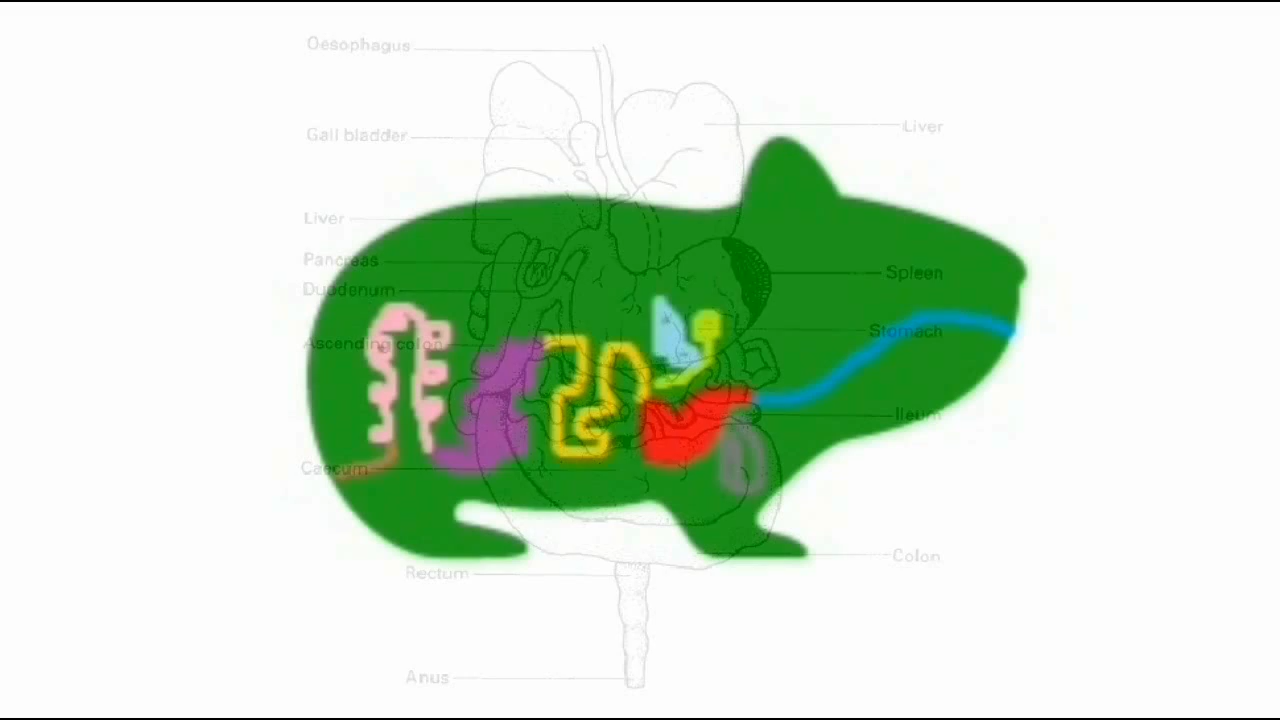 Oesophagus
Liver
Gall bladder
Liver
Pancreas
Spleen
Duodenum
Stomach
Ascending colon
Ileum
Caecum
Colon
Rectum
Anus